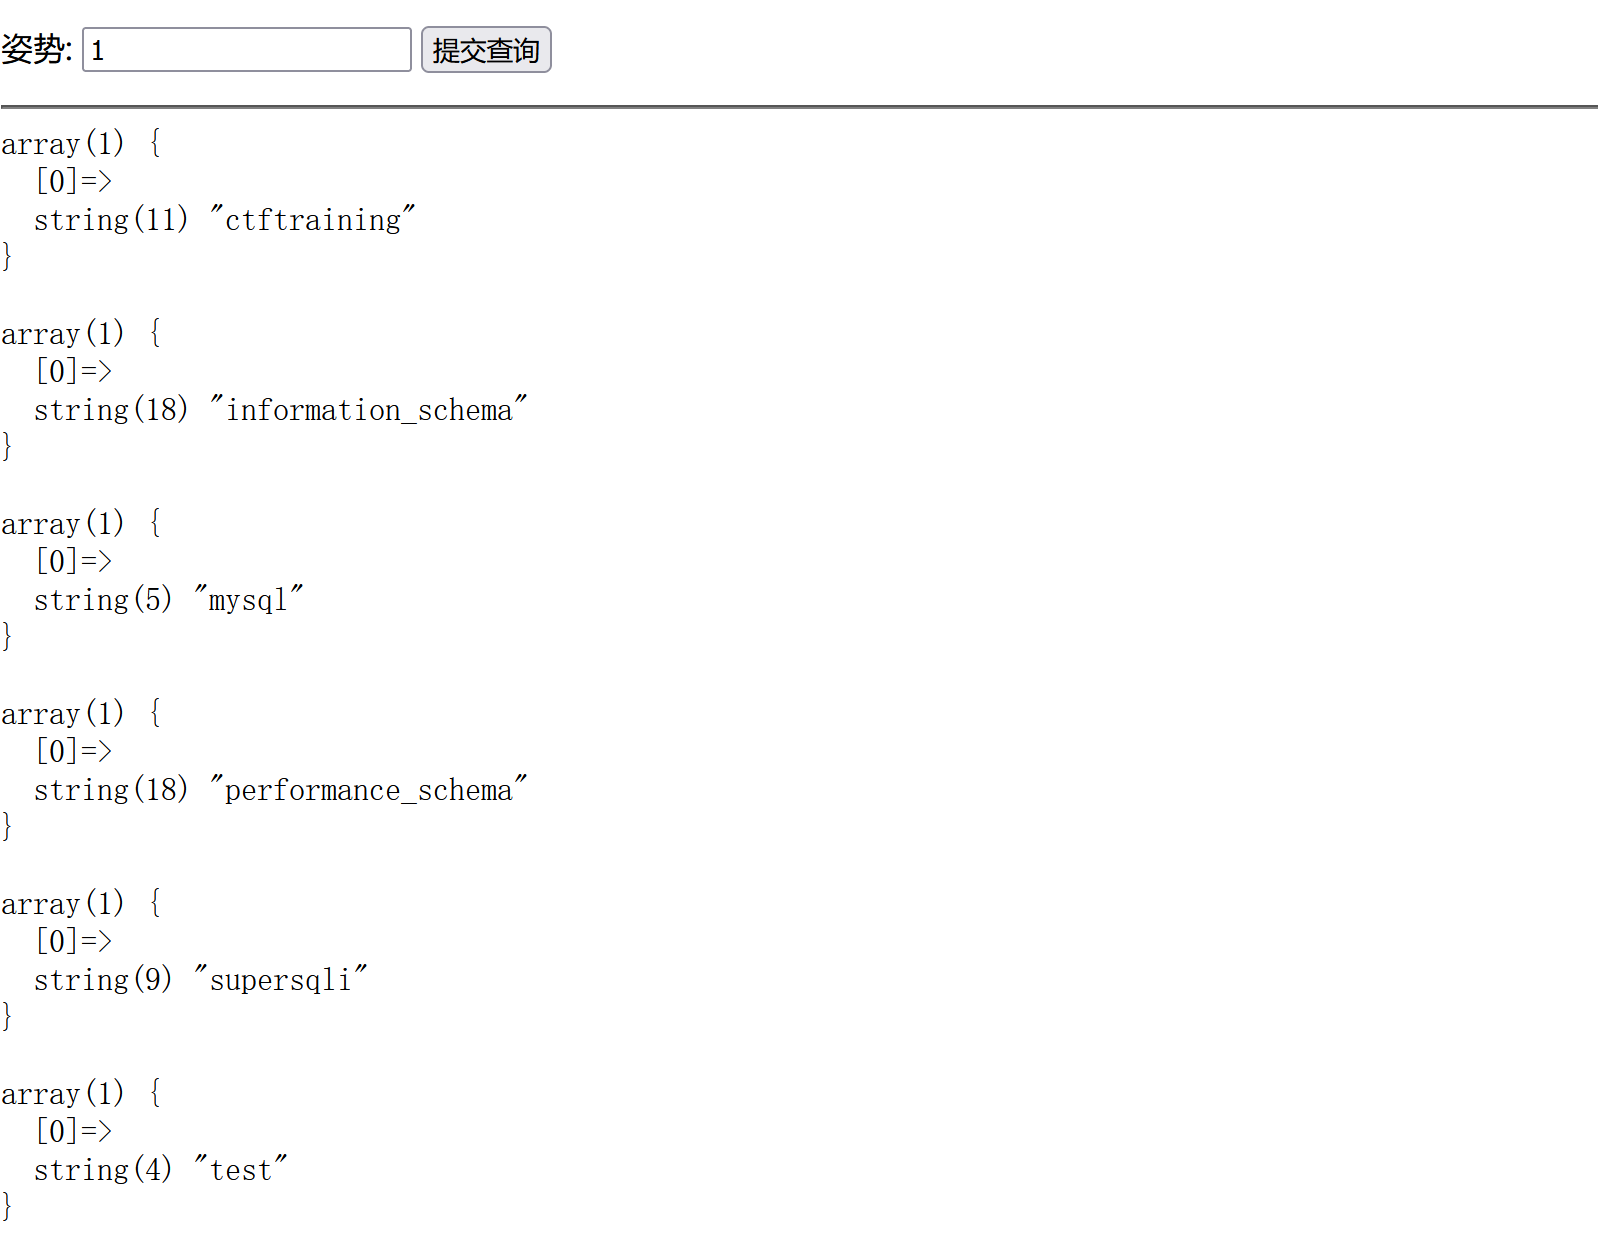 姿势: 1 提交查询
array(1) {
  [0]=>
  string(11) "ctftraining"
}
array(1) {
  [0]=>
  string(18) "information_schema"
}
array(1) {
  [0]=>
  string(5) "mysql"
}
array(1) {
  [0]=>
  string(18) "performance_schema"
}
array(1) {
  [0]=>
  string(9) "supersqli"
}
array(1) {
  [0]=>
  string(4) "test"
}